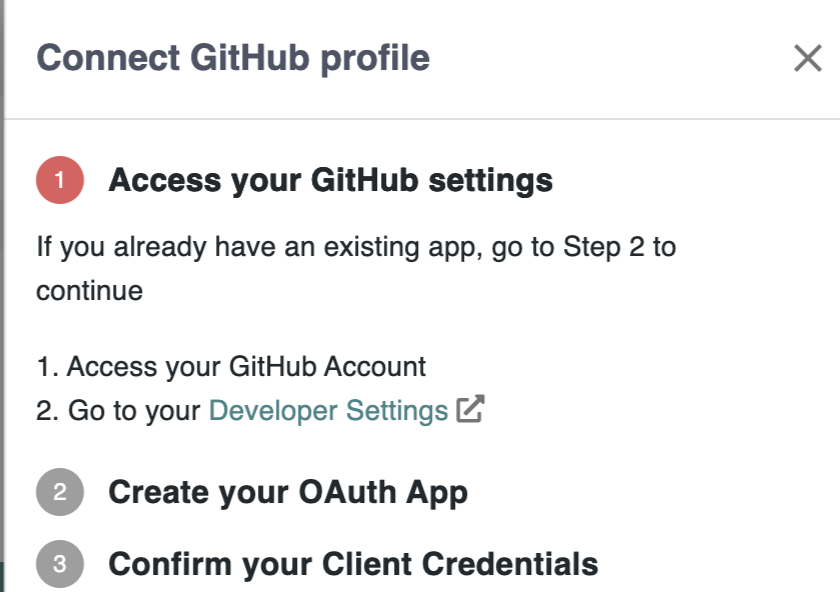 Connect GitHub profile
1 Access your GitHub settings
If you already have an existing app, go to Step 2 to
continue
1. Access your GitHub Account
2. Go to your Developer Settings
2 Create your OAuth App
3 Confirm your Client Credentials